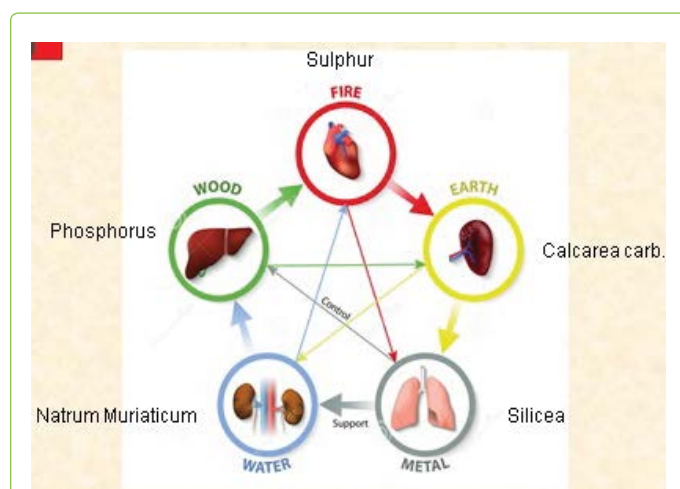 Sulphur
FIRE
WOOD
EARTH
Phosphorus
Calcarea carb.
Control
Natrum Muriaticum
Support
Silicea
WATER
METAL